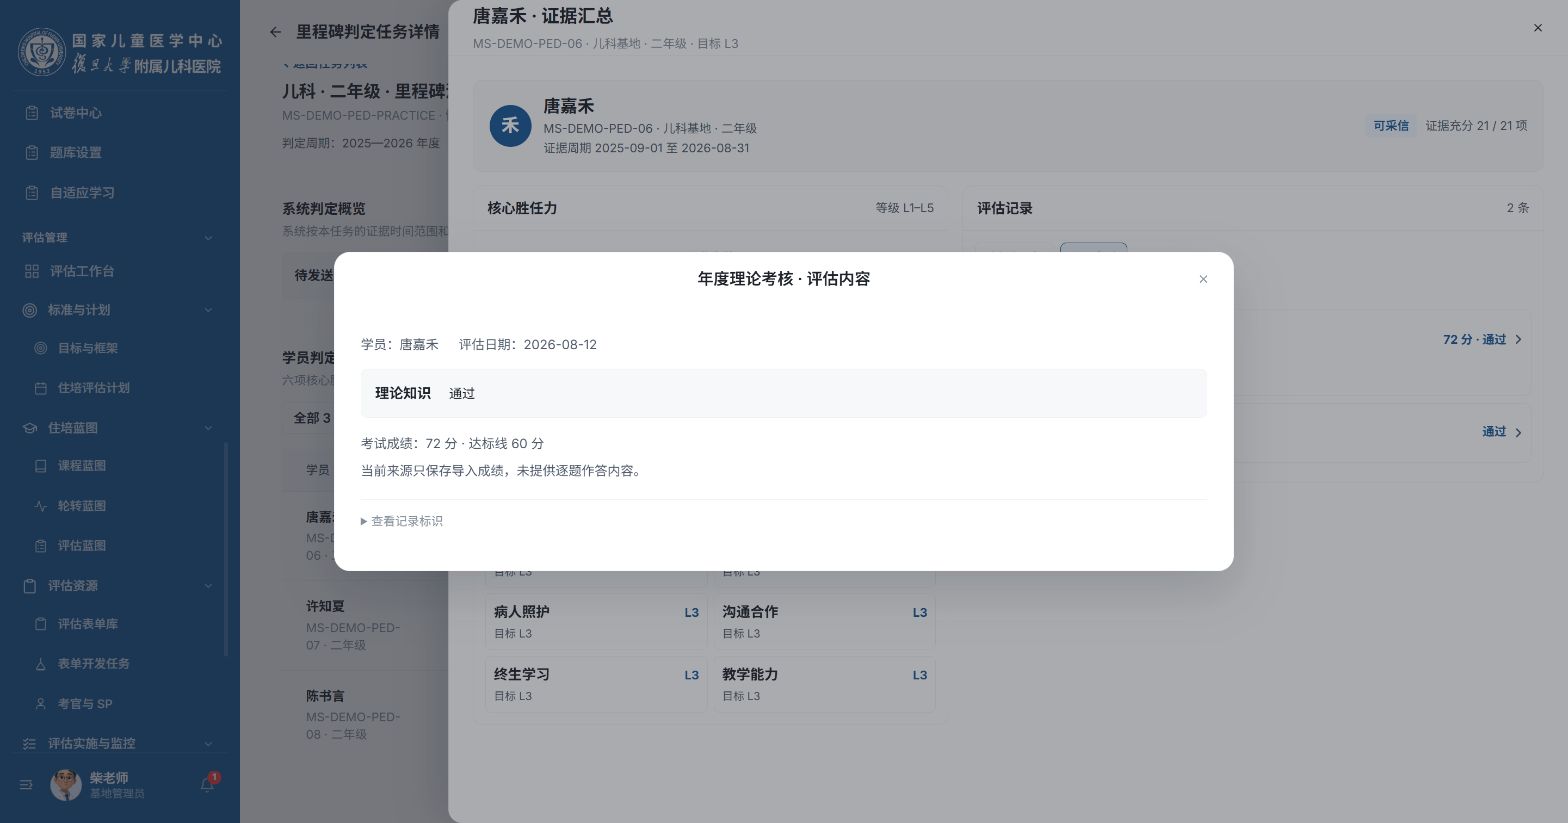 国家儿童医学中心
復旦大学附属儿科医院
1952
试卷中心
题库设置
自适应学习
评估管理
评估工作台
标准与计划
目标与框架
住培评估计划
住培蓝图
课程蓝图
轮转蓝图
评估蓝图
评估资源
评估表单库
表单开发任务
考官与 SP
评估实施与监控
柴老师
基地管理员
1
里程碑判定任务详情
返回任务列表
儿科 · 二年级 · 里程碑
MS-DEMO-PED-PRACTICE ·
判定周期：2025—2026 年度
系统判定概览
系统按本任务的证据时间范围和
待发送
学员判定
六项核心
全部 3
学员
唐嘉
MS-D
06 ·
许知夏
MS-DEMO-PED-
07 · 二年级
陈书言
MS-DEMO-PED-
08 · 二年级
唐嘉禾 · 证据汇总
MS-DEMO-PED-06 · 儿科基地 · 二年级 · 目标 L3
禾
唐嘉禾
MS-DEMO-PED-06 · 儿科基地 · 二年级
证据周期 2025-09-01 至 2026-08-31
可采信 证据充分 21 / 21 项
核心胜任力 等级 L1–L5
评估记录 2 条
72 分 · 通过
通过
目标 L3 目标 L3
病人照护 L3 沟通合作 L3
目标 L3 目标 L3
终生学习 L3 教学能力 L3
目标 L3 目标 L3
年度理论考核 · 评估内容
学员：唐嘉禾 评估日期：2026-08-12
理论知识 通过
考试成绩：72 分 · 达标线 60 分
当前来源只保存导入成绩，未提供逐题作答内容。
查看记录标识